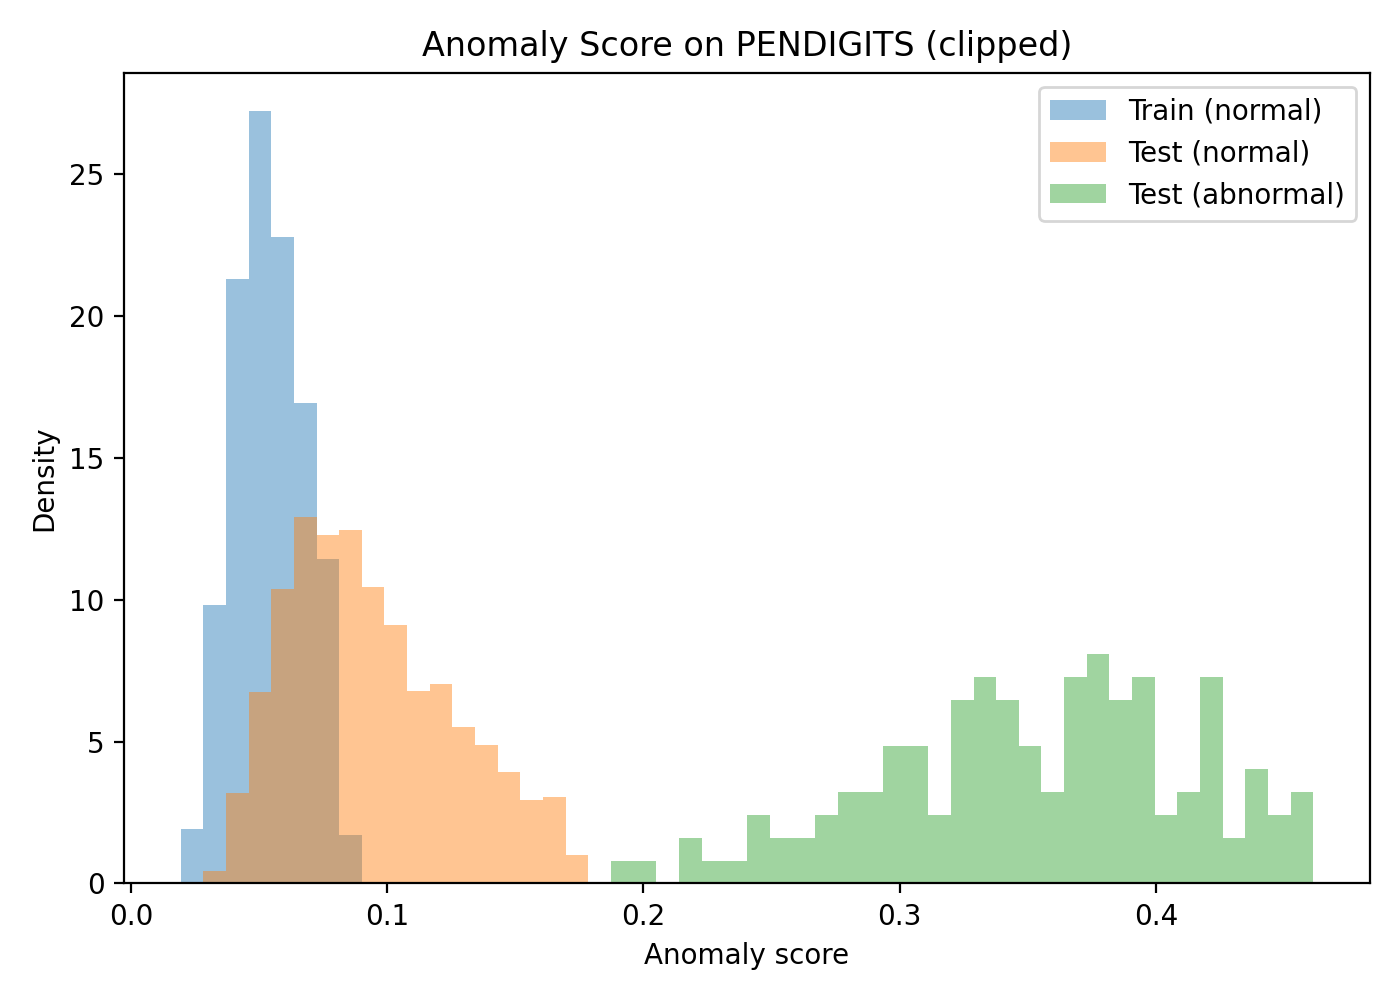 Anomaly Score on PENDIGITS (clipped)
Train (normal)
Test (normal)
Test (abnormal)
25
20
15
10
5
0
Density
0.0 0.1 0.2 0.3 0.4
Anomaly score